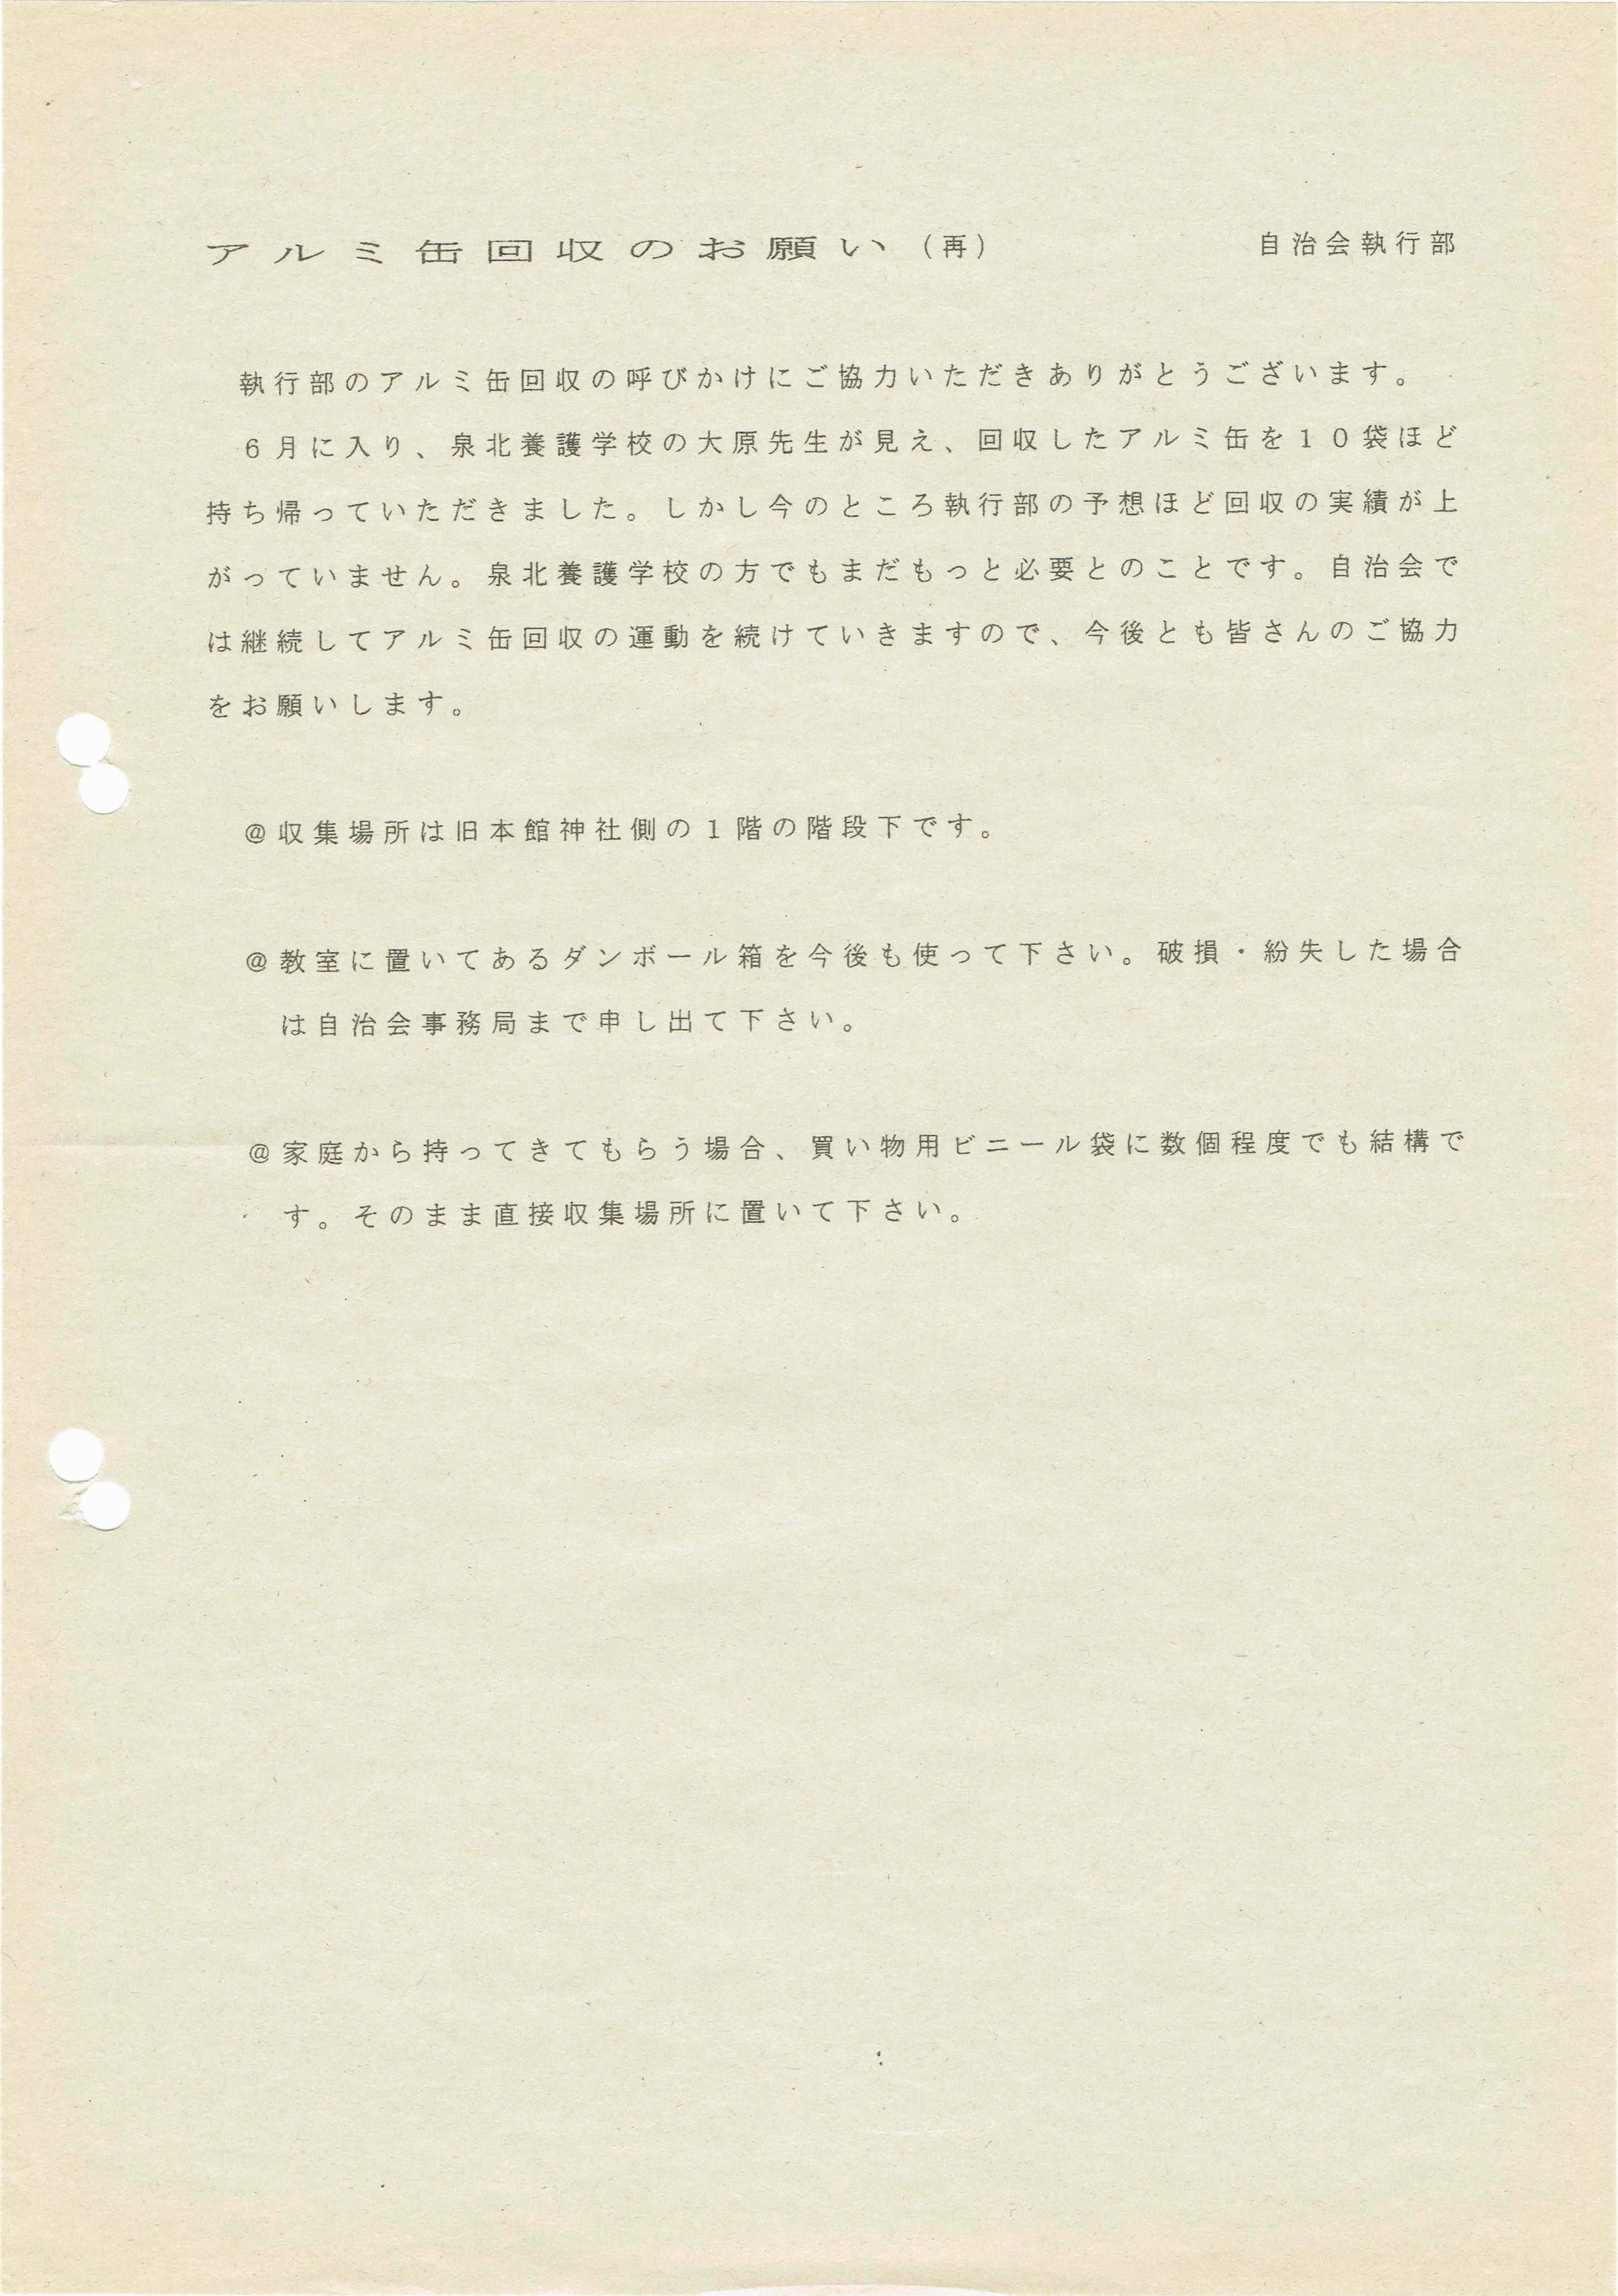 アルミ缶回収のお願い（再） 自治会執行部
執行部のアルミ缶回収の呼びかけにご協力いただきありがとうございます。
６月に入り、泉北養護学校の大原先生が見え、回収したアルミ缶を１０袋ほど
持ち帰っていただきました。しかし今のところ執行部の予想ほど回収の実績が上
がっていません。泉北養護学校の方でもまだもっと必要とのことです。自治会で
は継続してアルミ缶回収の運動を続けていきますので、今後とも皆さんのご協力
をお願いします。
＠収集場所は旧本館神社側の１階の階段下です。
＠教室に置いてあるダンボール箱を今後も使って下さい。破損・紛失した場合
は自治会事務局まで申し出て下さい。
＠家庭から持ってきてもらう場合、買い物用ビニール袋に数個程度でも結構で
す。そのまま直接収集場所に置いて下さい。